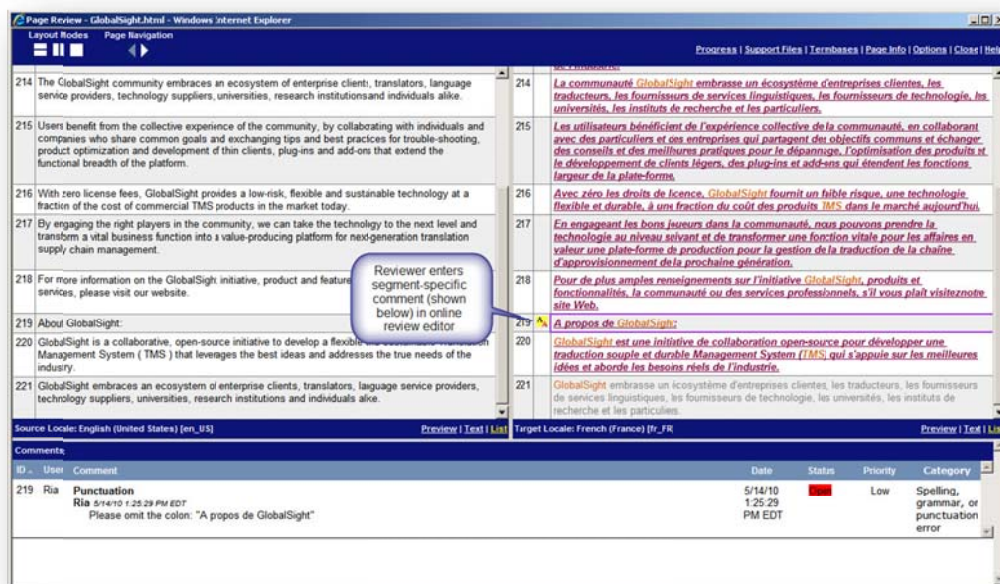 Page Review - GlobalSight.html - Windows Internet Explorer
Layout Modes Page Navigation
Progress | Support Files | Termbases | Page Info | Options | Close | Help
214 The GlobalSight community embraces an ecosystem of enterprise clients, translators, language
service providers, technology suppliers, universities, research institutions and individuals alike.
215 Users benefit from the collective experience of the community, by collaborating with individuals and
companies who share common goals and exchanging tips and best practices for trouble-shooting,
product optimization and development of thin clients, plug-ins and add-ons that extend the
functional breadth of the platform.
216 With zero license fees, GlobalSight provides a low-risk, flexible and sustainable technology at a
fraction of the cost of commercial TMS products in the market today.
217 By engaging the right players in the community, we can take the technology to the next level and
transform a vital business function into a value-producing platform for next-generation translation
supply chain management.
218 For more information on the GlobalSight initiative, product and feature
services, please visit our website.
219 About GlobalSight:
220 GlobalSight is a collaborative, open-source initiative to develop a flexible
Management System ( TMS ) that leverages the best ideas and addresses the true needs of the
industry.
221 GlobalSight embraces an ecosystem of enterprise clients, translators, language service providers,
technology suppliers, universities, research institutions and individuals alike.
Source Locale: English (United States) [en_US] Preview | Text | List
214 La communauté GlobalSight embrasse un écosystème d'entreprises clientes, les
traducteurs, les fournisseurs de services linguistiques, les fournisseurs de technologie, les
universités, les instituts de recherche et les particuliers.
215 Les utilisateurs bénéficient de l'expérience collective de la communauté, en collaborant
avec des particuliers et des entreprises qui partagent des objectifs communs et échanger
des conseils et des meilleures pratiques pour le dépannage, l'optimisation des produits et
le développement de clients légers, des plug-ins et add-ons qui étendent les fonctions
largeur de la plate-forme.
216 Avec zéro les droits de licence, GlobalSight fournit un faible risque, une technologie
flexible et durable, à une fraction du coût des produits TMS dans le marché aujourd'hui.
217 En engageant les bons joueurs dans la communauté, nous pouvons prendre la
technologie au niveau suivant et de transformer une fonction vitale pour les affaires en
valeur une plate-forme de production pour la gestion de la traduction de la chaîne
d'approvisionnement de la prochaine génération.
218 Pour de plus amples renseignements sur l'initiative GlobalSight, produits et
fonctionnalités, la communauté ou des services professionnels, s'il vous plaît visiteznotre
site Web.
219 A propos de GlobalSight:
220 GlobalSight est une initiative de collaboration open-source pour développer une
traduction souple et durable Management System (TMS) qui s'appuie sur les meilleures
idées et aborde les besoins réels de l'industrie.
221 GlobalSight embrasse un écosystème d'entreprises clientes, les traducteurs, les fournisseurs
de services linguistiques, les fournisseurs de technologie, les universités, les instituts de
recherche et les particuliers.
Target Locale: French (France) [fr_FR] Preview | Text | List
Reviewer enters
segment-specific
comment (shown
below) in online
review editor
Comments:
ID User Comment Date Status Priority Category
219 Ria Punctuation 5/14/10 Low Spelling,
Ria 5/14/10 1:25:29 PM EDT 1:25:29 grammar, or
Please omit the colon: "A propos de GlobalSight" PM EDT punctuation
error